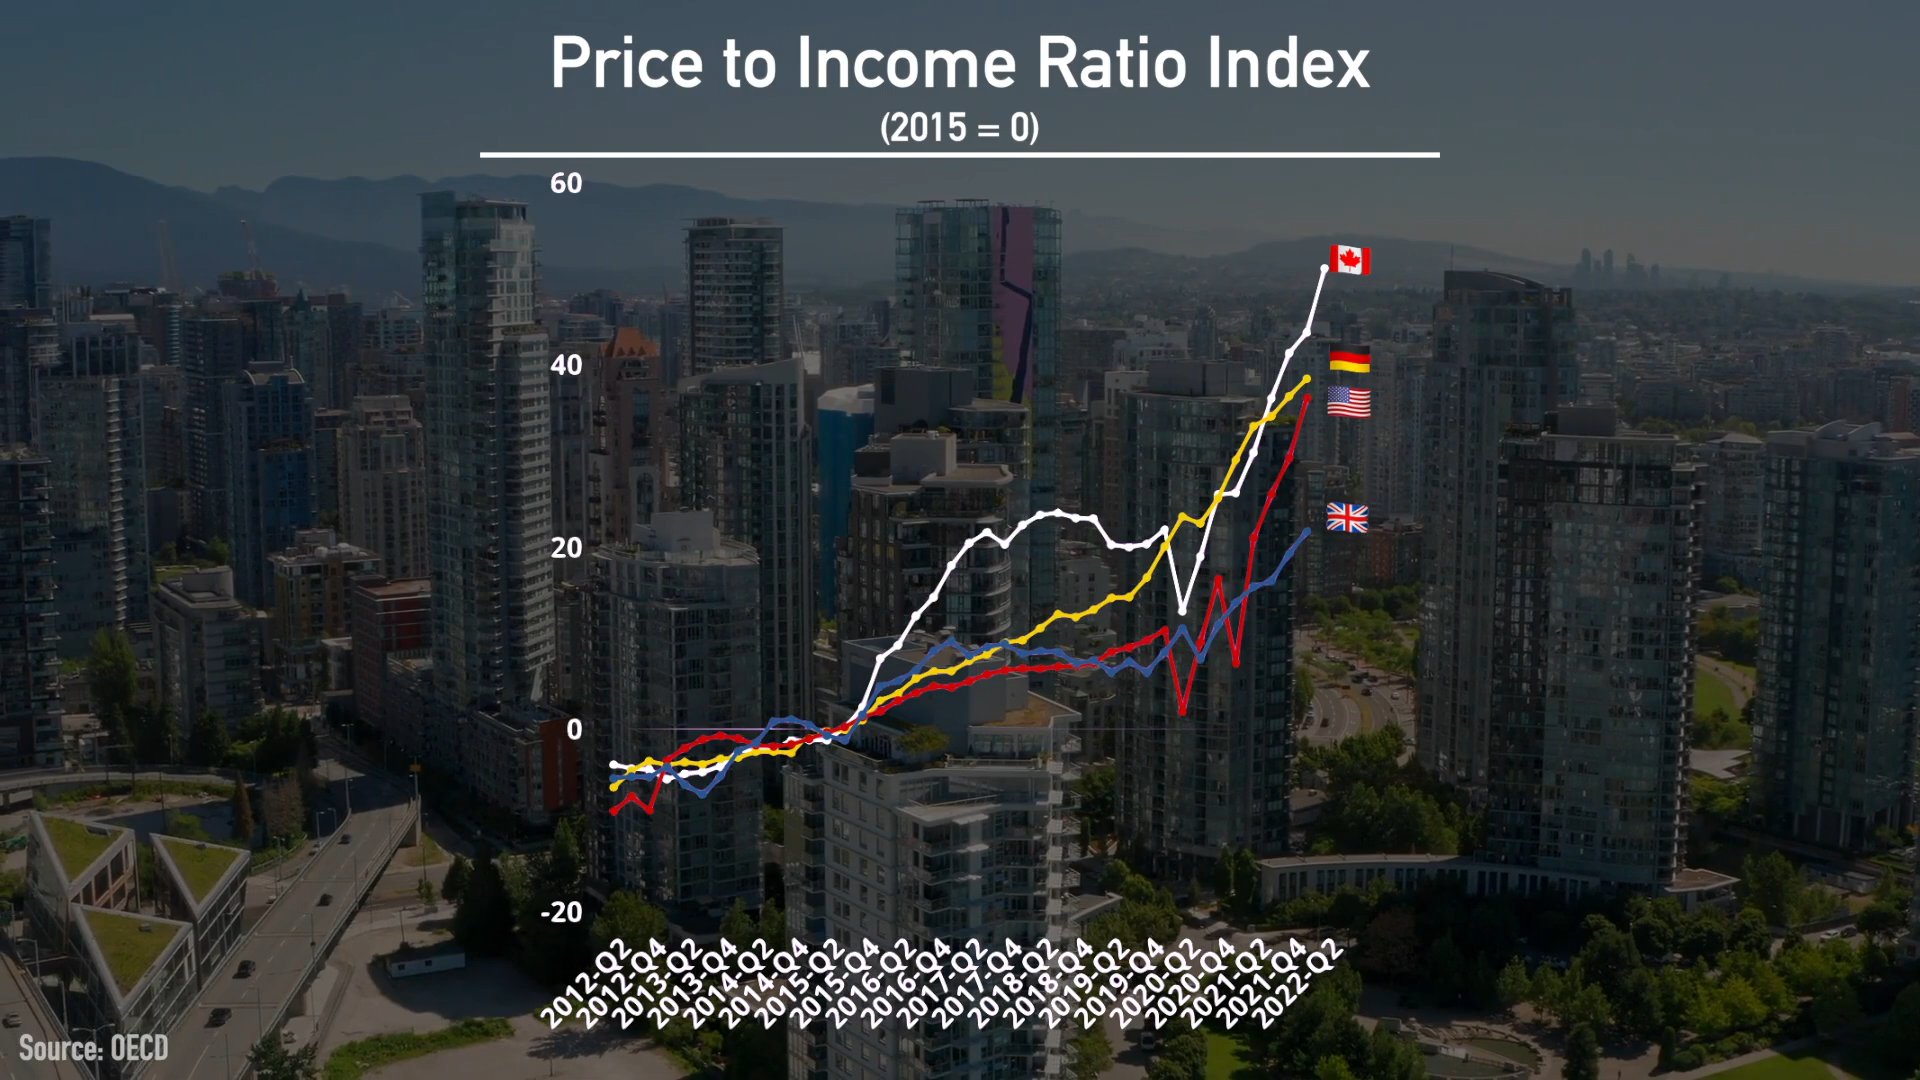 Price to Income Ratio Index
(2015 = 0)
60
40
20
0
-20
2012-Q2
2012-Q4
2013-Q2
2013-Q4
2014-Q2
2014-Q4
2015-Q2
2015-Q4
2016-Q2
2016-Q4
2017-Q2
2017-Q4
2018-Q2
2018-Q4
2019-Q2
2019-Q4
2020-Q2
2020-Q4
2021-Q2
2021-Q4
2022-Q2
Source: OECD